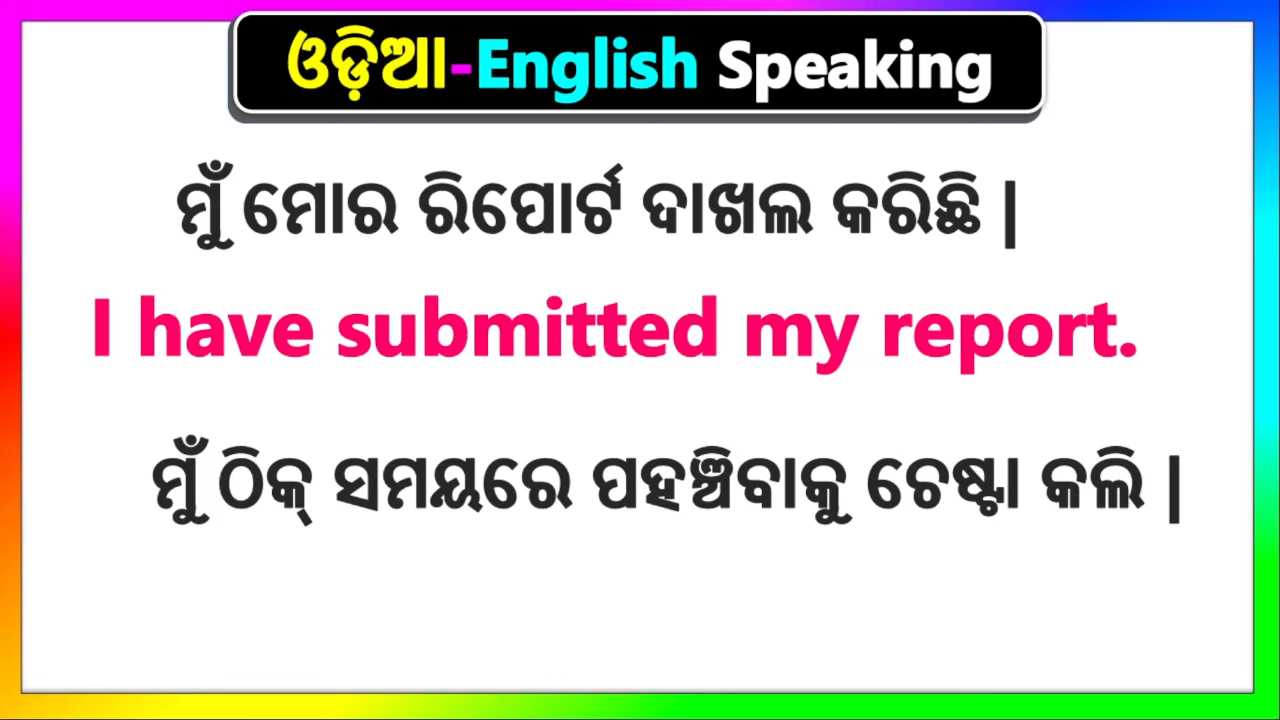 ଓଡ଼ିଆ-English Speaking
ମୁଁ ମୋର ରିପୋର୍ଟ ଦାଖଲ କରିଛି |
I have submitted my report.
ମୁଁ ଠିକ୍ ସମୟରେ ପହଞ୍ଚିବାକୁ ଚେଷ୍ଟା କଲି |